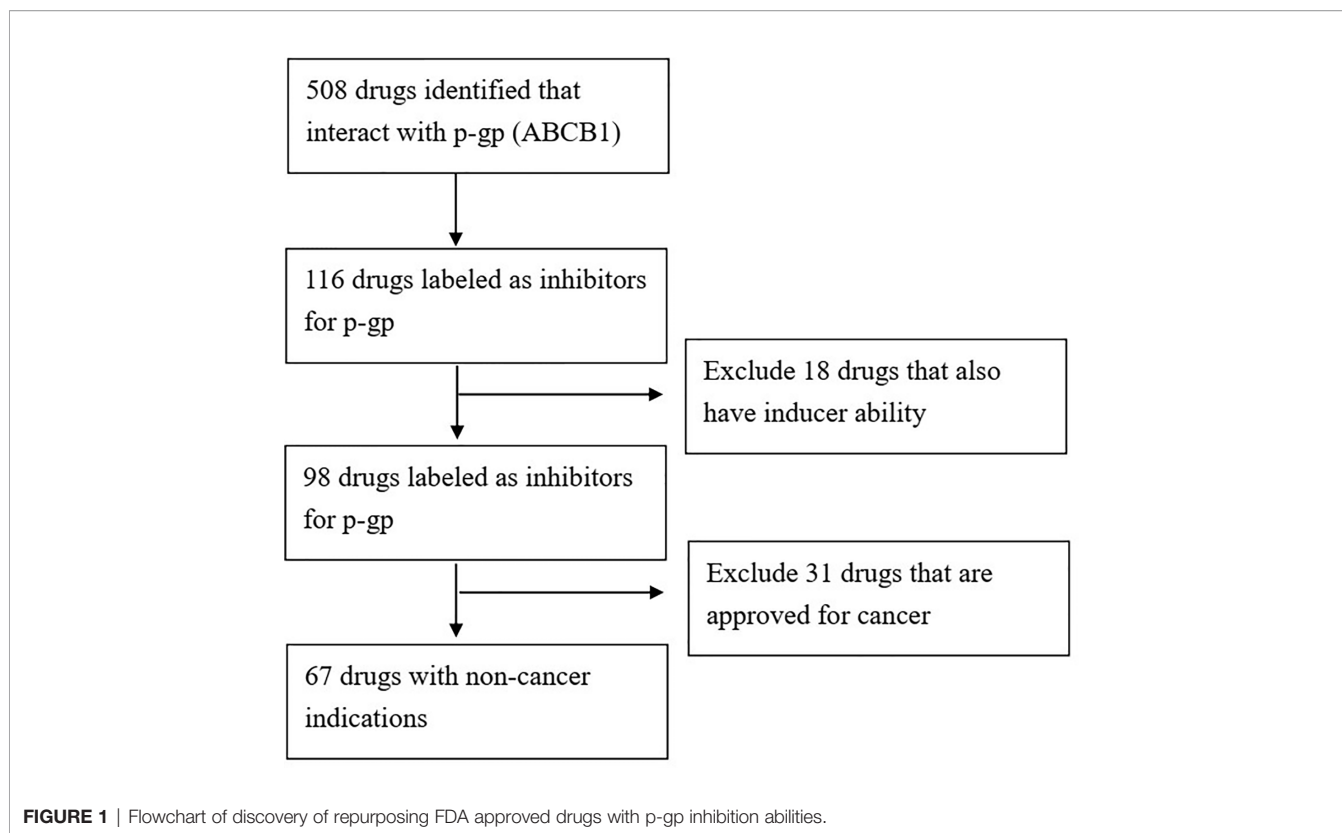 508 drugs identified that
interact with p-gp (ABCB1)
116 drugs labeled as inhibitors
for p-gp
Exclude 18 drugs that also
have inducer ability
98 drugs labeled as inhibitors
for p-gp
Exclude 31 drugs that are
approved for cancer
67 drugs with non-cancer
indications
FIGURE 1 | Flowchart of discovery of repurposing FDA approved drugs with p-gp inhibition abilities.